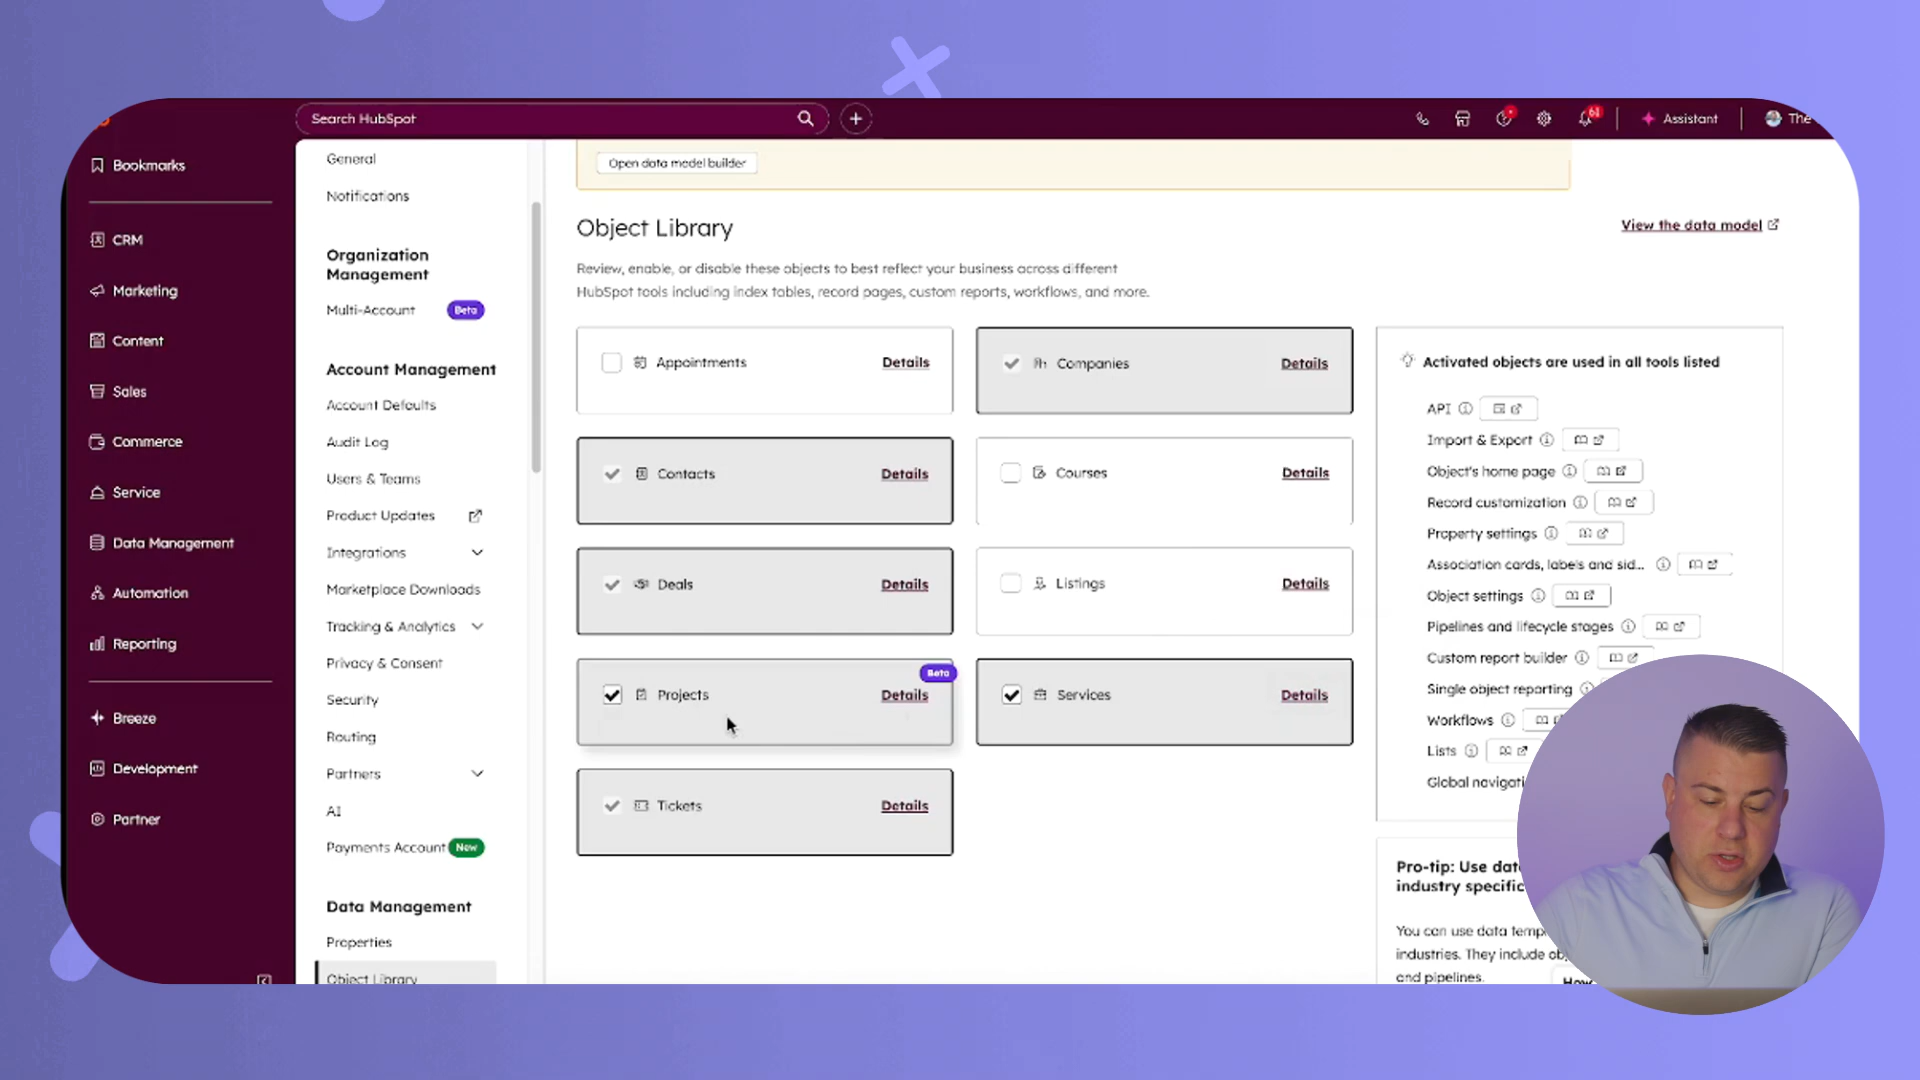 Search HubSpot
61
Assistant
The
Bookmarks
CRM
Marketing
Content
Sales
Commerce
Service
Data Management
Automation
Reporting
Breeze
Development
Partner
General
Notifications
Organization
Management
Multi-Account Beta
Account Management
Account Defaults
Audit Log
Users & Teams
Product Updates
Integrations
Marketplace Downloads
Tracking & Analytics
Privacy & Consent
Security
Routing
Partners
AI
Payments Account New
Data Management
Properties
Object Library
Open data model builder
Object Library
View the data model
Review, enable, or disable these objects to best reflect your business across different
HubSpot tools including index tables, record pages, custom reports, workflows, and more.
Appointments Details
Companies Details
Contacts Details
Courses Details
Deals Details
Listings Details
Beta
Projects Details
Services Details
Tickets Details
Activated objects are used in all tools listed
API
Import & Export
Object's home page
Record customization
Property settings
Association cards, labels and sid...
Object settings
Pipelines and lifecycle stages
Custom report builder
Single object reporting
Workflows
Lists
Global navigati
Pro-tip: Use dat
industry specific
You can use data temp
industries. They include ob
and pipelines.
How